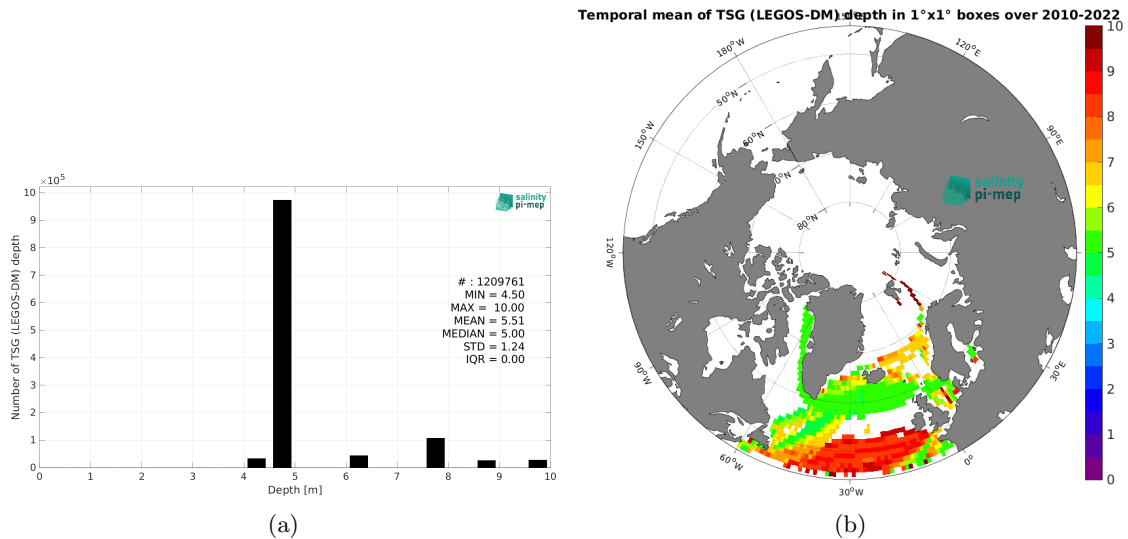 ×10⁵
10
9
8
7
6
5
4
3
2
1
0
Number of TSG (LEGOS-DM) depth
salinity
pi-mep
# : 1209761
MIN = 4.50
MAX = 10.00
MEAN = 5.51
MEDIAN = 5.00
STD = 1.24
IQR = 0.00
0 1 2 3 4 5 6 7 8 9 10
Depth [m]
(a)
Temporal mean of TSG (LEGOS-DM) depth in 1°x1° boxes over 2010-2022
180°W
120°E
150°W
90°E
120°W
90°W
30°E
60°W
0°
30°W
50°N
60°N
80°N
salinity
pi-mep
10
9
8
7
6
5
4
3
2
1
0
(b)